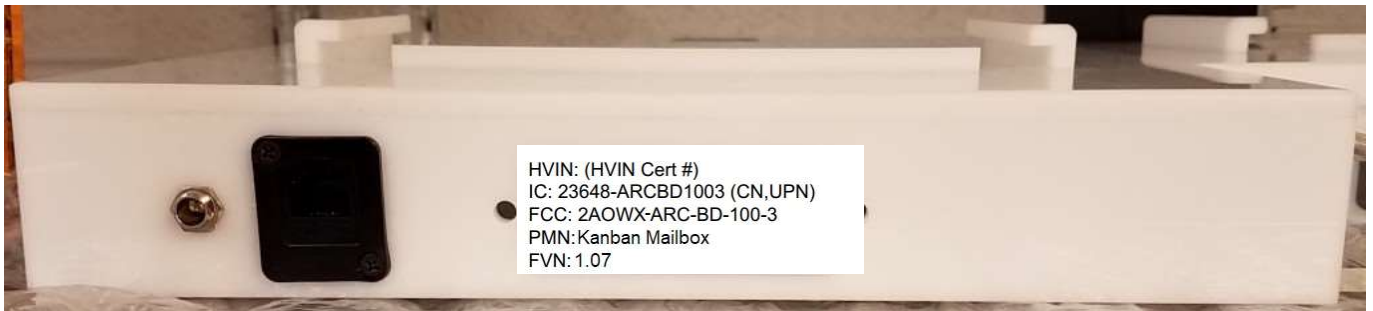 HVIN: (HVIN Cert #)
IC: 23648-ARCBD1003 (CN,UPN)
FCC: 2AOWX-ARC-BD-100-3
PMN:Kanban Mailbox
FVN:1.07